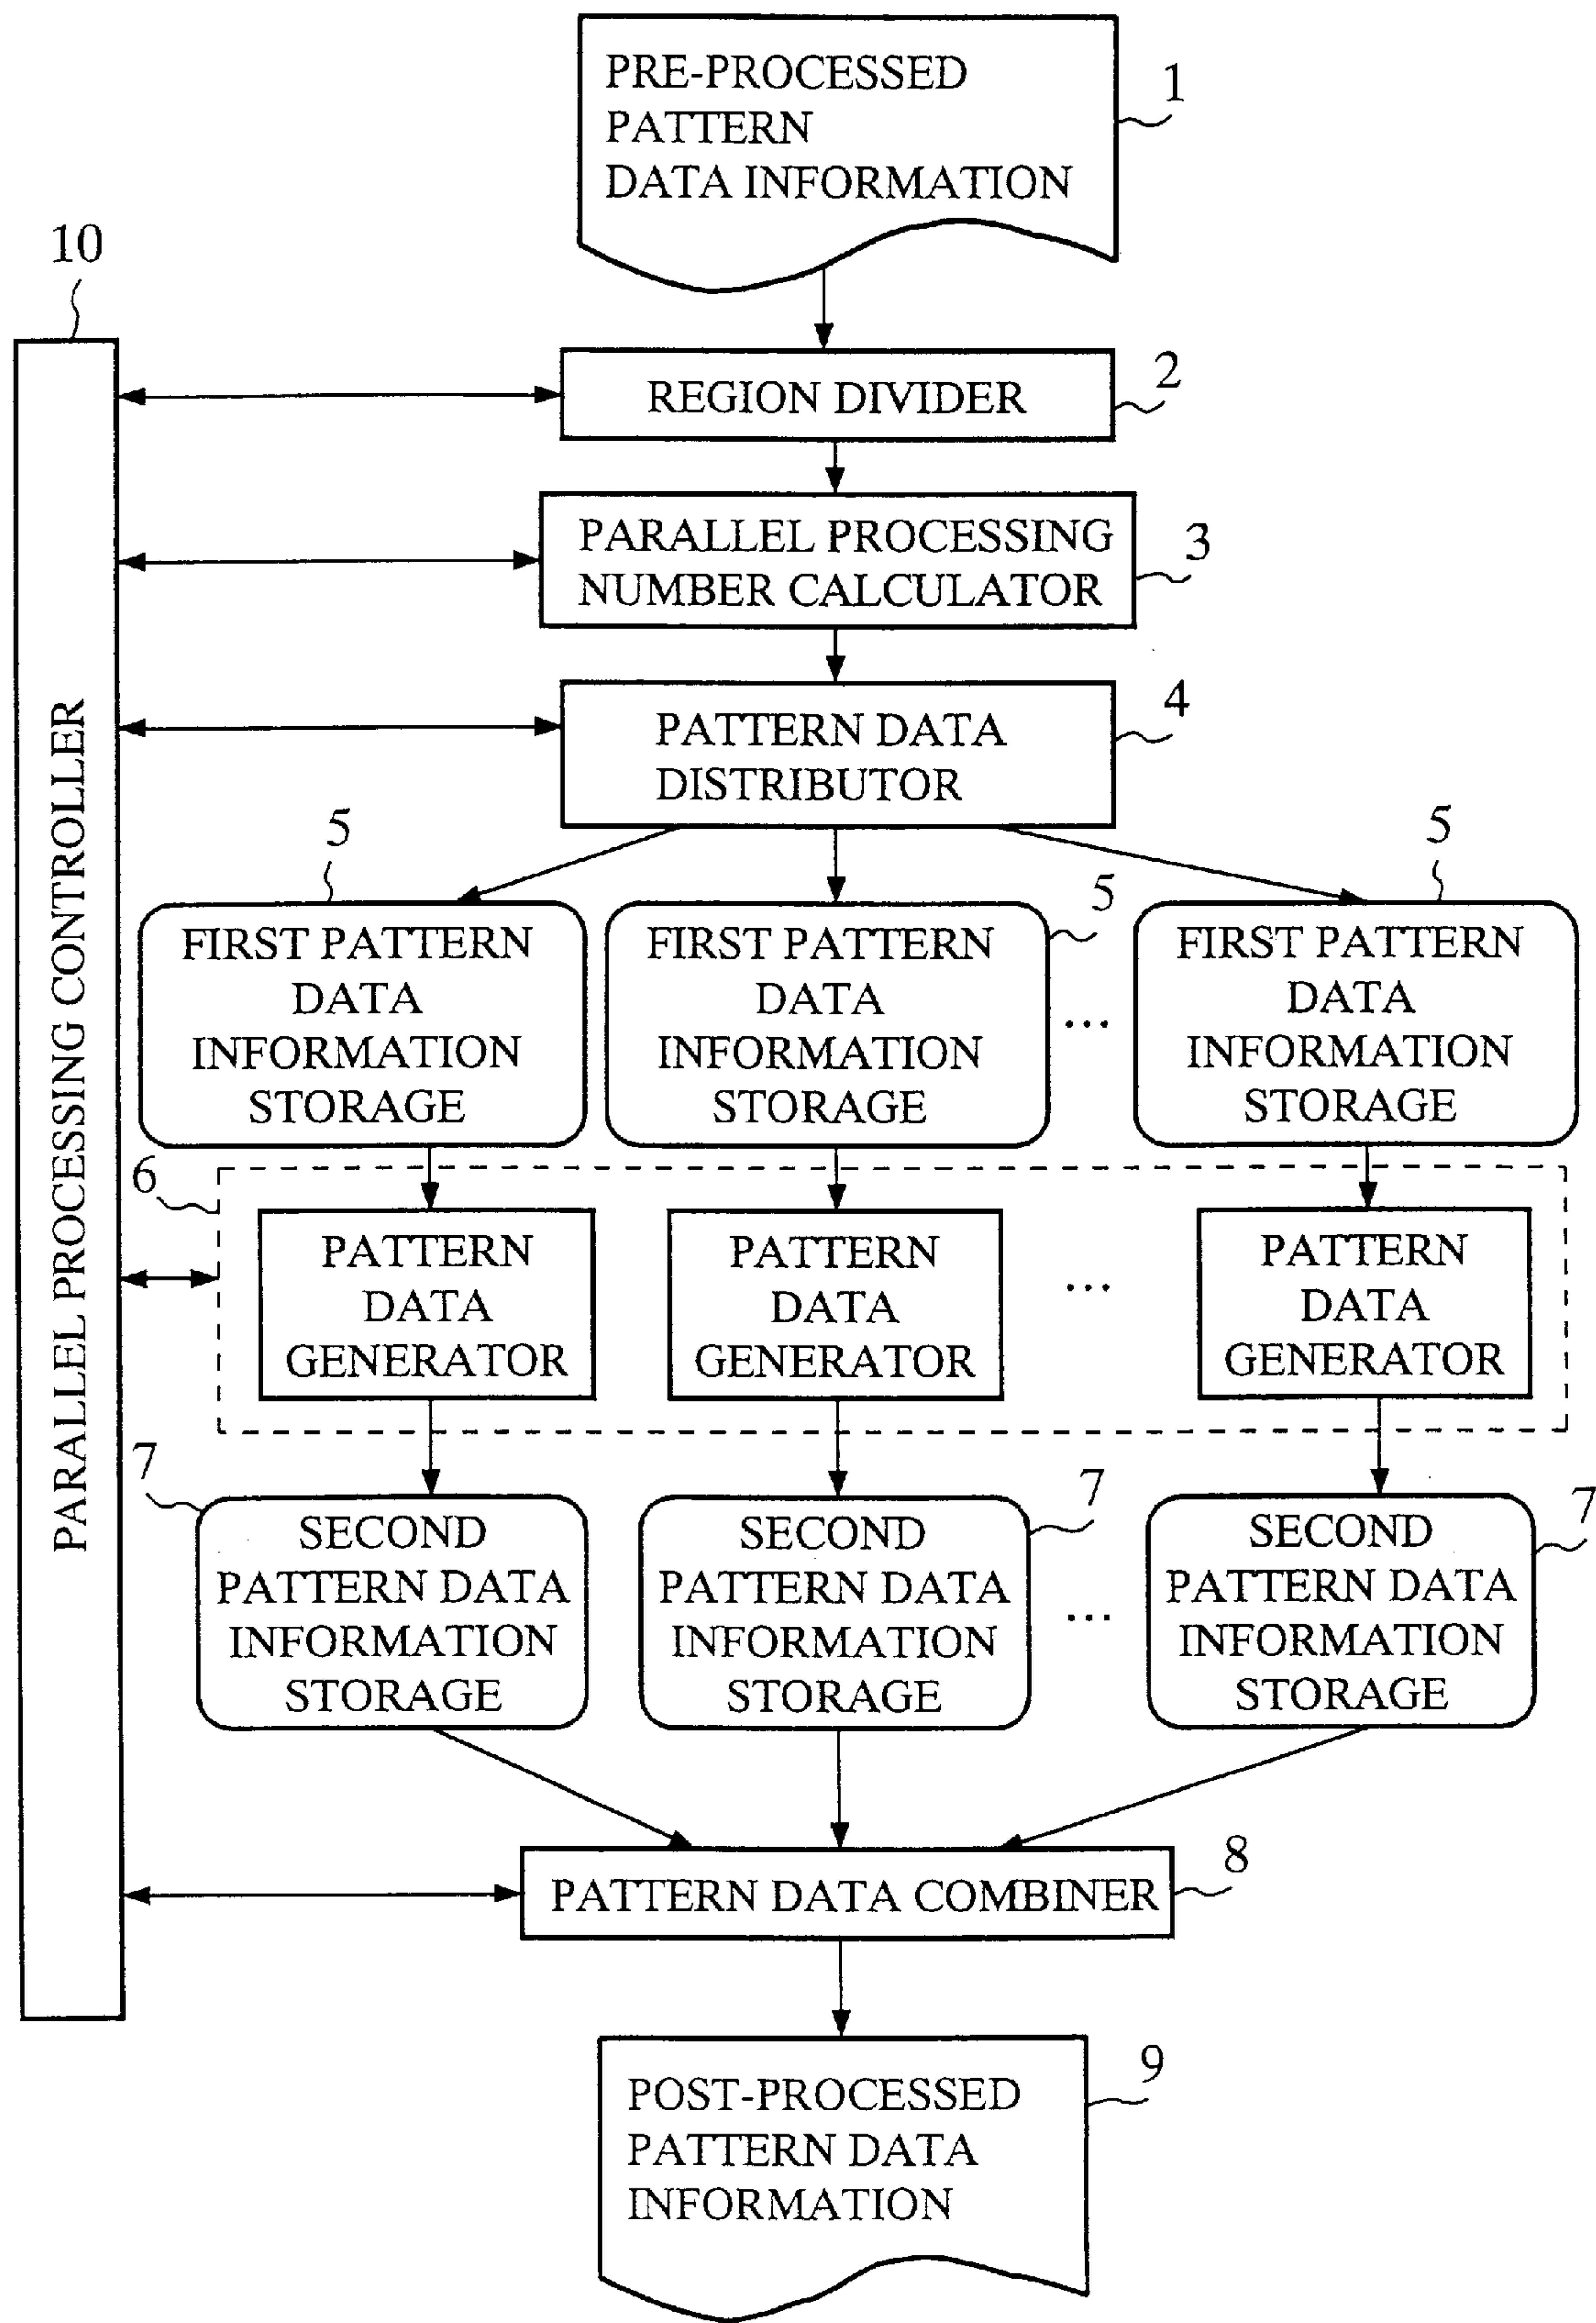 PRE-PROCESSED
PATTERN
DATA INFORMATION
1
10
REGION DIVIDER
2
PARALLEL PROCESSING
NUMBER CALCULATOR
3
PATTERN DATA
DISTRIBUTOR
4
PARALLEL PROCESSING CONTROLLER
5
FIRST PATTERN
DATA
INFORMATION
STORAGE
5
FIRST PATTERN
DATA
INFORMATION
STORAGE
...
5
FIRST PATTERN
DATA
INFORMATION
STORAGE
6
PATTERN
DATA
GENERATOR
PATTERN
DATA
GENERATOR
...
PATTERN
DATA
GENERATOR
7
SECOND
PATTERN DATA
INFORMATION
STORAGE
7
SECOND
PATTERN DATA
INFORMATION
STORAGE
...
7
SECOND
PATTERN DATA
INFORMATION
STORAGE
PATTERN DATA COMBINER
8
POST-PROCESSED
PATTERN DATA
INFORMATION
9